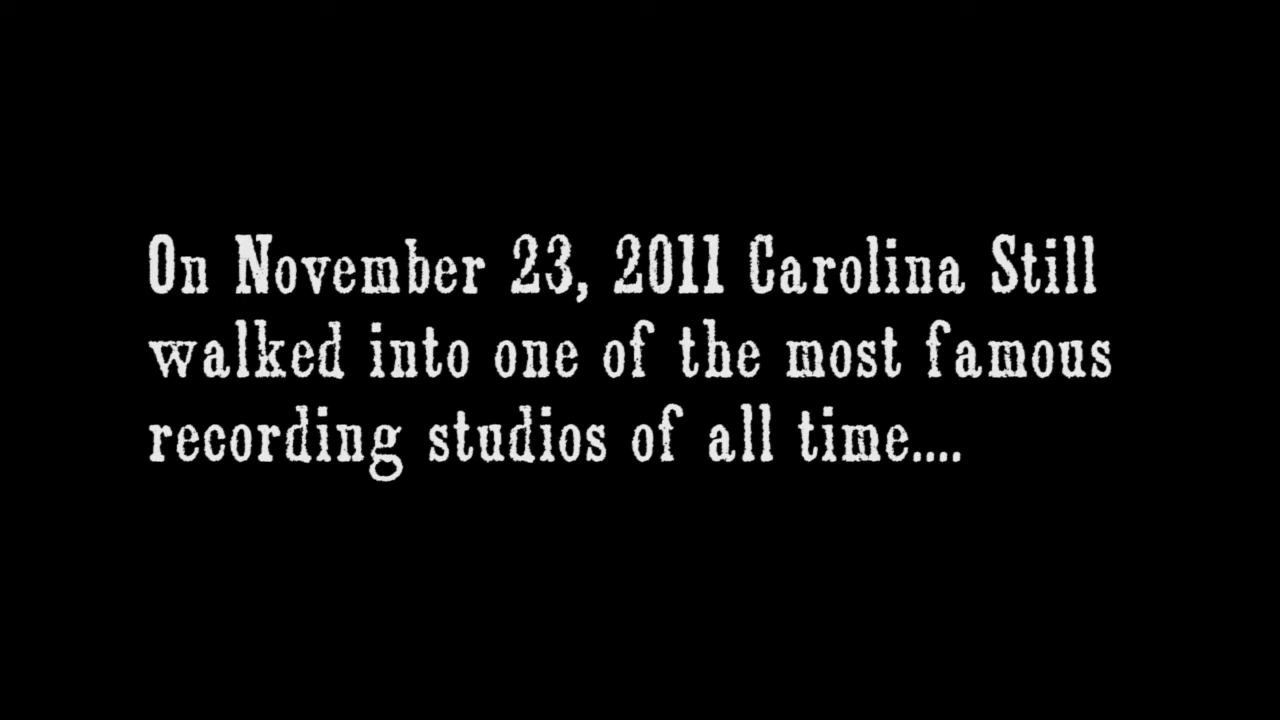 On November 23, 2011 Carolina Still
walked into one of the most famous
recording studios of all time....